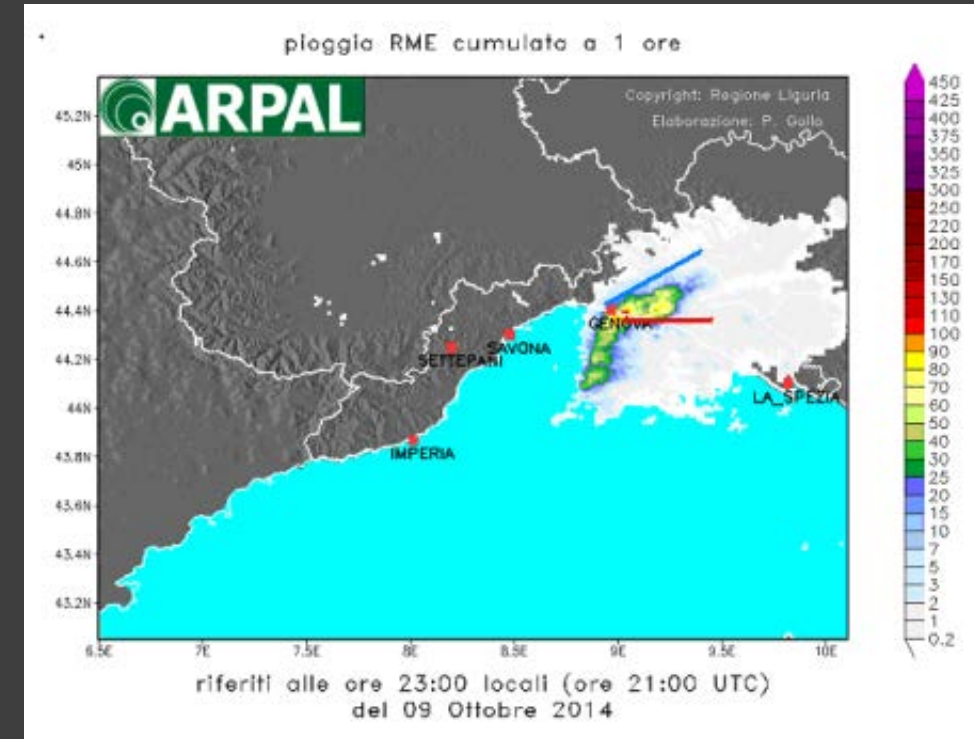 pioggia RME cumulata a 1 ore
ARPAL
Copyright: Regione Liguria
Elaborazione: P. Gollo
45.2N
45N
44.8N
44.6N
44.4N
44.2N
44N
43.8N
43.6N
43.4N
43.2N
GENOVA
SAVONA
SETTEPANI
LA_SPEZIA
IMPERIA
6.5E
7E
7.5E
8E
8.5E
9E
9.5E
10E
450
425
400
375
350
325
300
250
220
200
170
150
130
110
100
90
80
70
60
50
40
30
25
20
15
10
7
5
3
2
1
0.2
riferiti alle ore 23:00 locali (ore 21:00 UTC)
del 09 Ottobre 2014